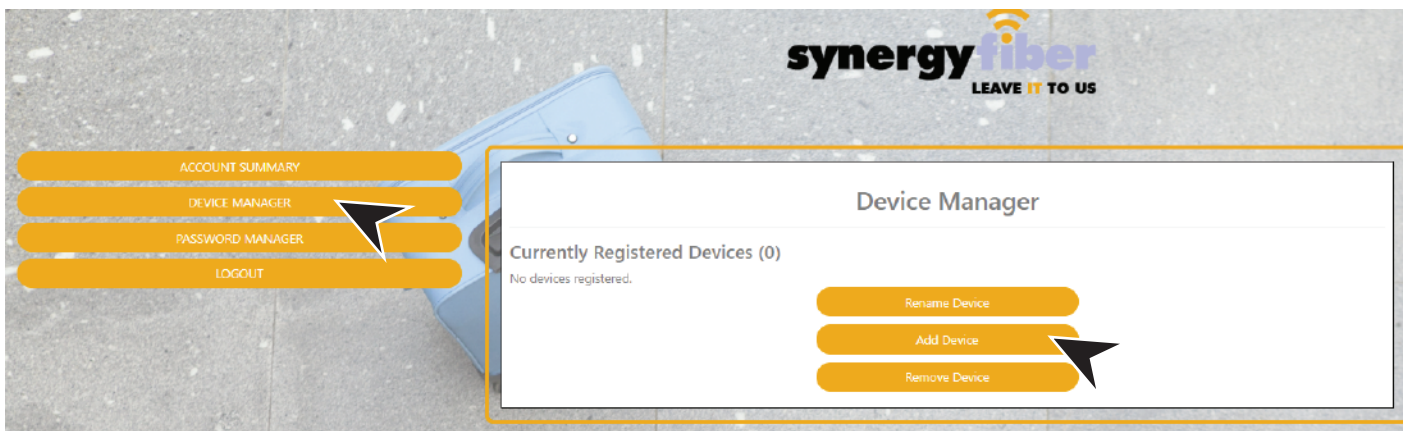 synergyfiber
LEAVE IT TO US
ACCOUNT SUMMARY
DEVICE MANAGER
PASSWORD MANAGER
LOGOUT
Device Manager
Currently Registered Devices (0)
No devices registered.
Rename Device
Add Device
Remove Device